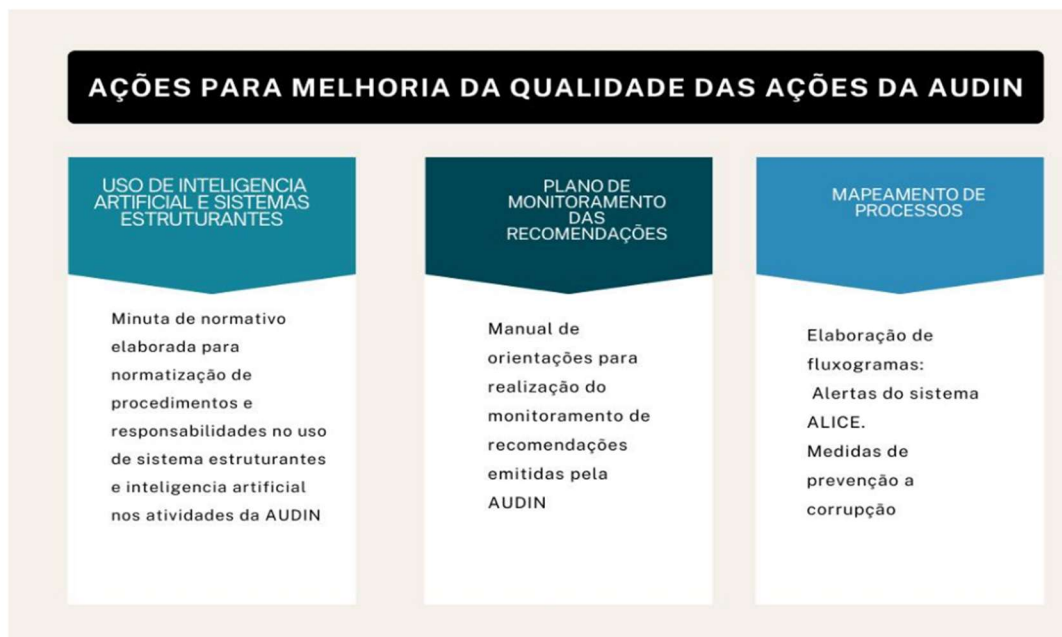 AÇÕES PARA MELHORIA DA QUALIDADE DAS AÇÕES DA AUDIN
USO DE INTELIGENCIA
ARTIFICIAL E SISTEMAS
ESTRUTURANTES
Minuta de normativo
elaborada para
normatização de
procedimentos e
responsabilidades no uso
de sistema estruturantes
e inteligencia artificial
nos atividades da AUDIN
PLANO DE
MONITORAMENTO
DAS
RECOMENDAÇÕES
Manual de
orientações para
realização do
monitoramento de
recomendações
emitidas pela
AUDIN
MAPEAMENTO DE
PROCESSOS
Elaboração de
fluxogramas:
Alertas do sistema
ALICE.
Medidas de
prevenção a
corrupção